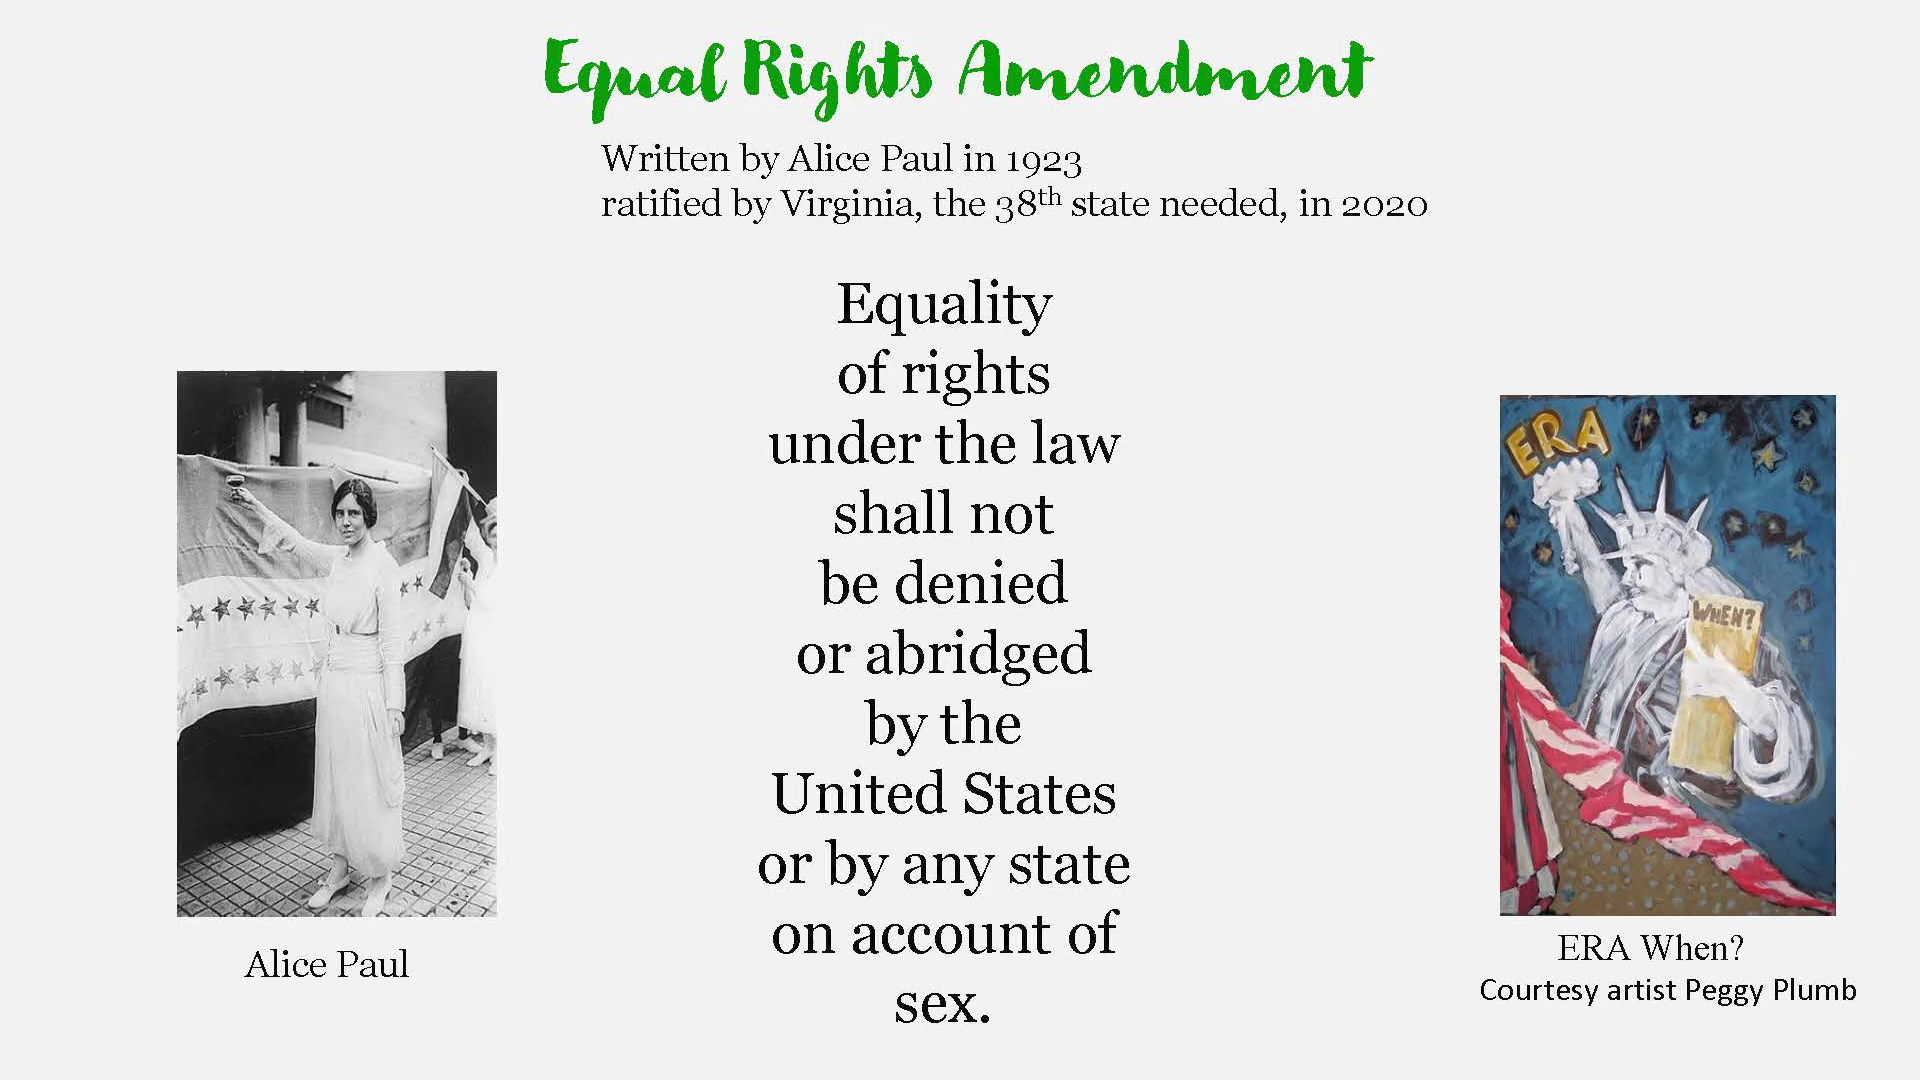 Equal Rights Amendment
Written by Alice Paul in 1923
ratified by Virginia, the 38th state needed, in 2020
Equality
of rights
under the law
shall not
be denied
or abridged
by the
United States
or by any state
on account of
sex.
Alice Paul
ERA
WHEN?
ERA When?
Courtesy artist Peggy Plumb